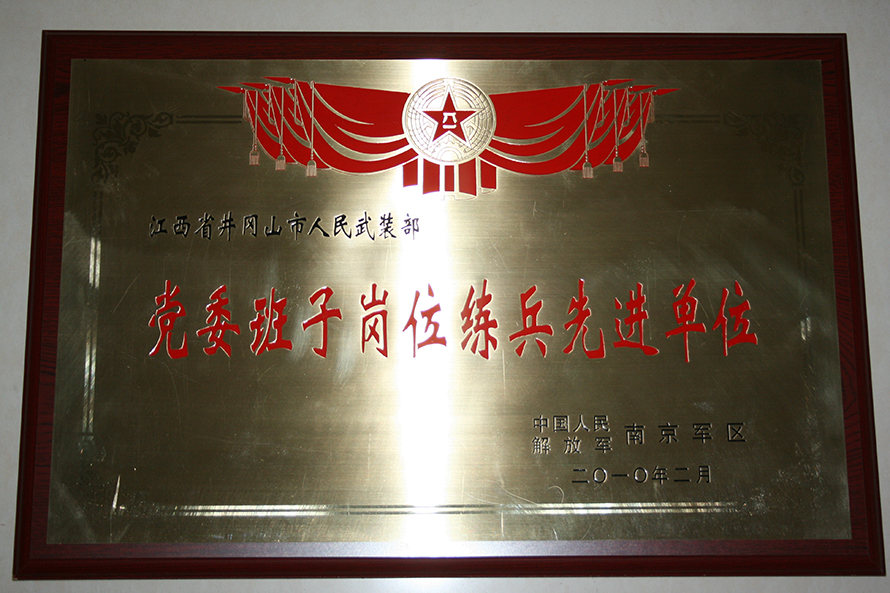 八一
江西省井冈山市人民武装部
党委班子岗位练兵先进单位
中国人民解放军 南京军区
二〇一〇年二月